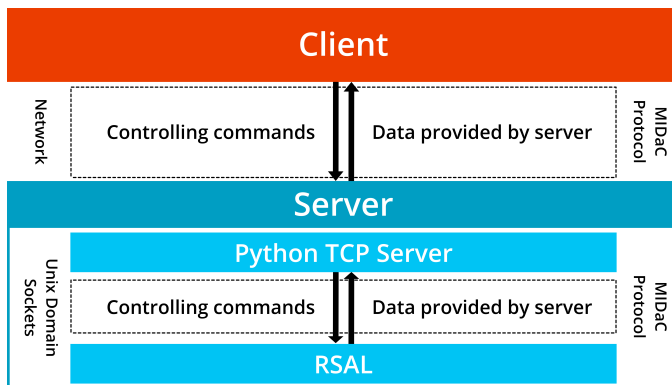 Client
Network
Controlling commands
Data provided by server
MIDaC
Protocol
Server
Python TCP Server
Unix Domain
Sockets
Controlling commands
Data provided by server
MIDaC
Protocol
RSAL